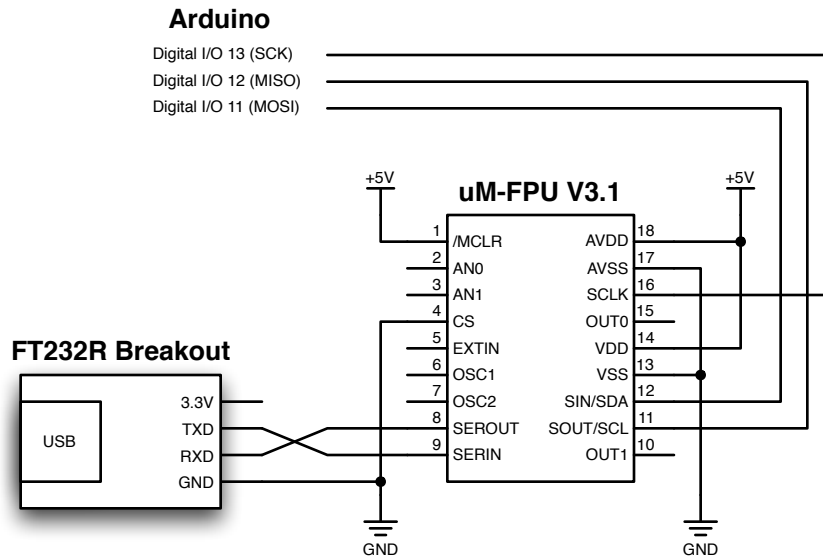 Arduino
Digital I/O 13 (SCK)
Digital I/O 12 (MISO)
Digital I/O 11 (MOSI)
+5V
uM-FPU V3.1
+5V
1 /MCLR AVDD 18
2 AN0 AVSS 17
3 AN1 SCLK 16
4 CS OUT0 15
5 EXTIN VDD 14
6 OSC1 VSS 13
7 OSC2 SIN/SDA 12
8 SEROUT SOUT/SCL 11
9 SERIN OUT1 10
FT232R Breakout
USB
3.3V
TXD
RXD
GND
GND
GND